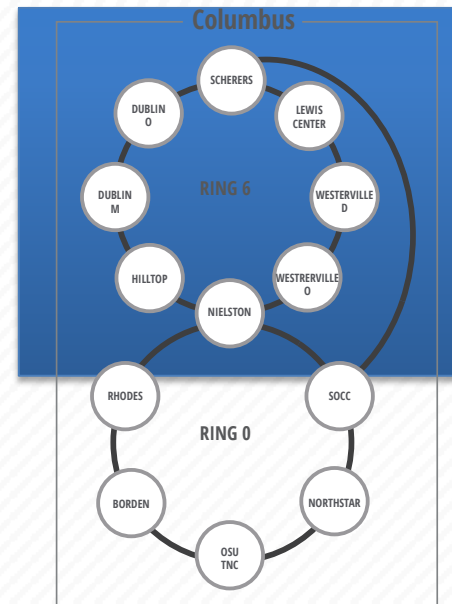 Columbus
SCHERERS
DUBLIN
O
LEWIS
CENTER
DUBLIN
M
RING 6
WESTERVILLE
D
HILLTOP
WESTRERVILLE
O
NIELSTON
RHODES
SOCC
RING 0
BORDEN
NORTHSTAR
OSU
TNC